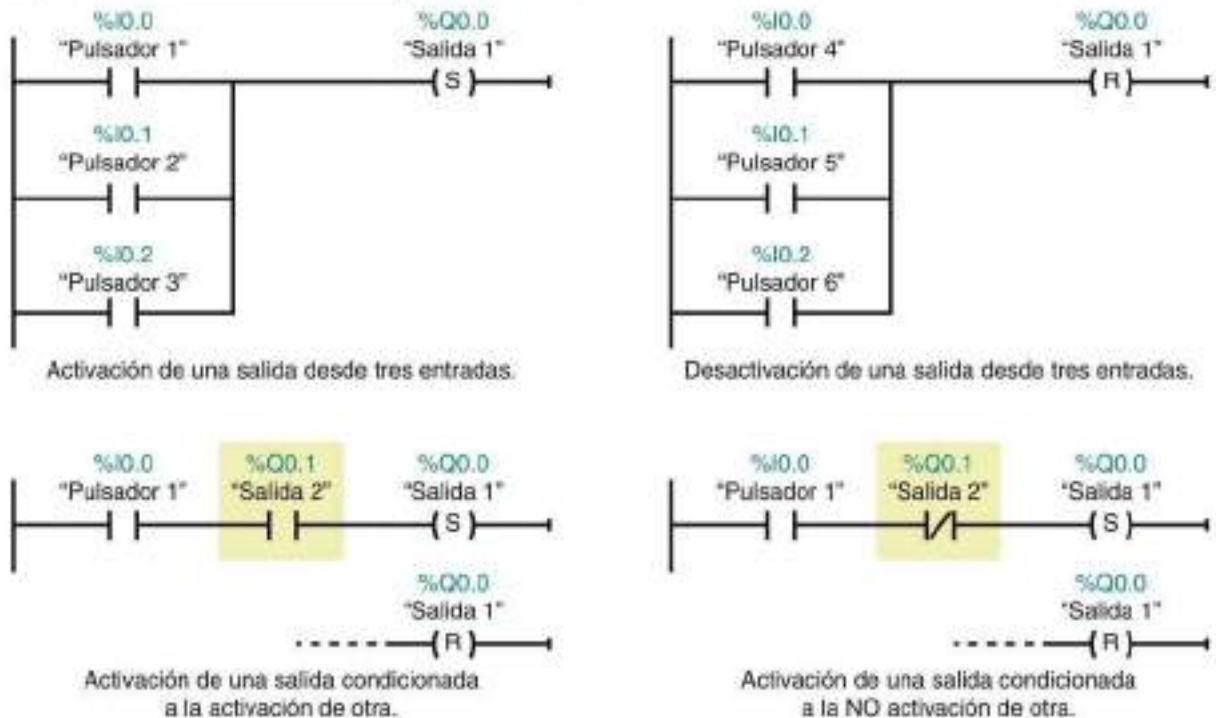 %I0.0
"Pulsador 1"
%Q0.0
"Salida 1"
( S )
%I0.1
"Pulsador 2"
%I0.2
"Pulsador 3"
Activación de una salida desde tres entradas.
%I0.0
"Pulsador 4"
%Q0.0
"Salida 1"
( R )
%I0.1
"Pulsador 5"
%I0.2
"Pulsador 6"
Desactivación de una salida desde tres entradas.
%I0.0
"Pulsador 1"
%Q0.1
"Salida 2"
%Q0.0
"Salida 1"
( S )
%Q0.0
"Salida 1"
( R )
Activación de una salida condicionada
a la activación de otra.
%I0.0
"Pulsador 1"
%Q0.1
"Salida 2"
%Q0.0
"Salida 1"
( S )
%Q0.0
"Salida 1"
( R )
Activación de una salida condicionada
a la NO activación de otra.